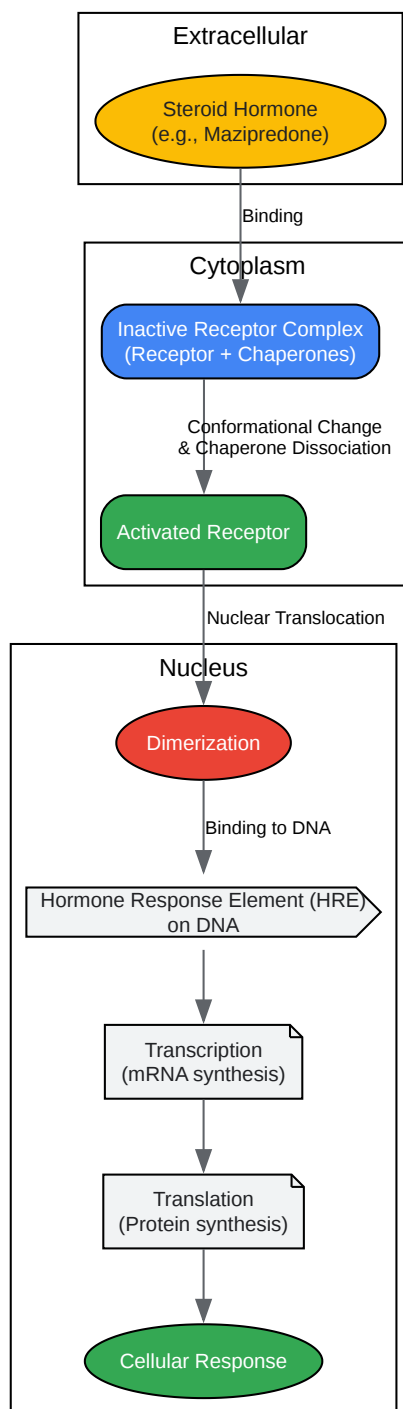 Extracellular
Steroid Hormone
(e.g., Mazipredone)
Binding
Cytoplasm
Inactive Receptor Complex
(Receptor + Chaperones)
Conformational Change
& Chaperone Dissociation
Activated Receptor
Nuclear Translocation
Nucleus
Dimerization
Binding to DNA
Hormone Response Element (HRE)
on DNA
Transcription
(mRNA synthesis)
Translation
(Protein synthesis)
Cellular Response